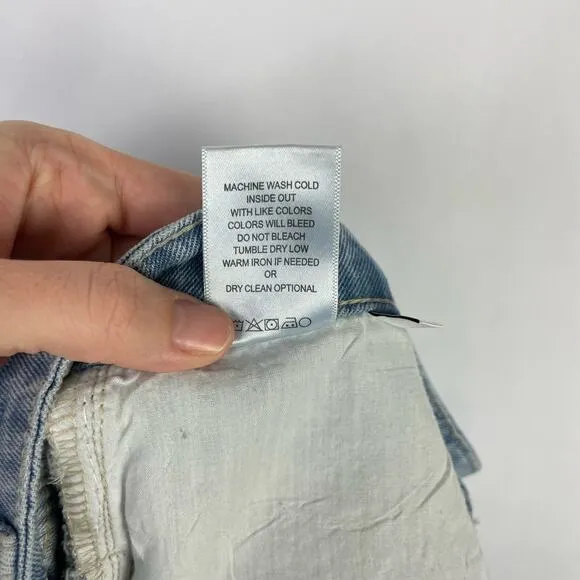 MACHINE WASH COLD
INSIDE OUT
WITH LIKE COLORS
COLORS WILL BLEED
DO NOT BLEACH
TUMBLE DRY LOW
WARM IRON IF NEEDED
OR
DRY CLEAN OPTIONAL